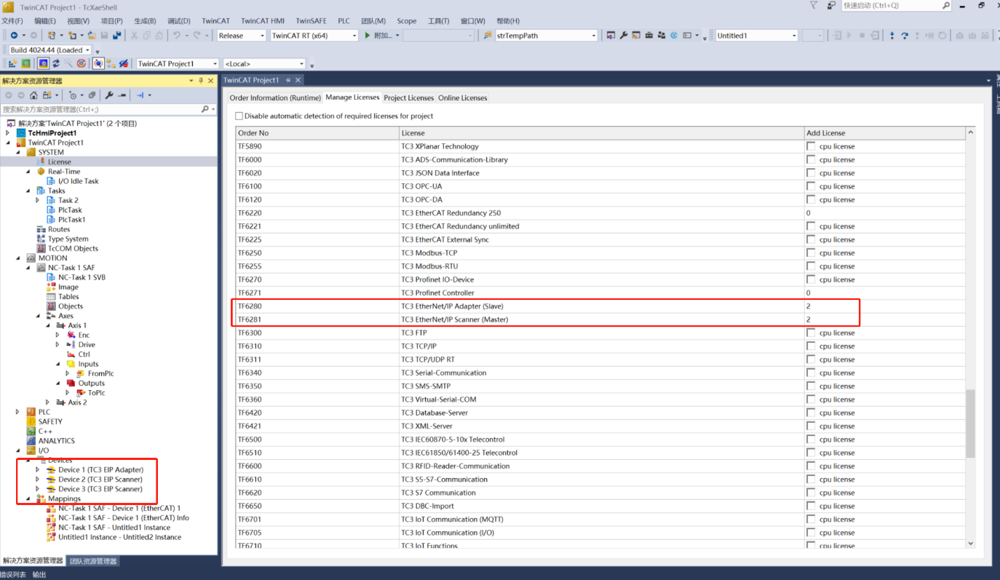 TwinCAT Project1 - TcXaeShell
快速启动 (Ctrl+Q)
文件(F) 编辑(E) 视图(V) 项目(P) 生成(B) 调试(D) TwinCAT TwinCAT HMI TwinSAFE PLC 团队(M) Scope 工具(T) 窗口(W) 帮助(H)
Release TwinCAT RT (x64) 附加... strTempPath Untitled1
Build 4024.44 (Loaded
TwinCAT Project1 <Local>
解决方案资源管理器
搜索解决方案资源管理器(Ctrl+;)
解决方案'TwinCAT Project1' (2 个项目)
TcHmiProject1
TwinCAT Project1
SYSTEM
License
Real-Time
I/O Idle Task
Tasks
Task 2
PlcTask
PlcTask1
Routes
Type System
TcCOM Objects
MOTION
NC-Task 1 SAF
NC-Task 1 SVB
Image
Tables
Objects
Axes
Axis 1
Enc
Drive
Ctrl
Inputs
FromPlc
Outputs
ToPlc
Axis 2
PLC
SAFETY
C++
ANALYTICS
I/O
Devices
Device 1 (TC3 EIP Adapter)
Device 2 (TC3 EIP Scanner)
Device 3 (TC3 EIP Scanner)
Mappings
NC-Task 1 SAF - Device 1 (EtherCAT) 1
NC-Task 1 SAF - Device 1 (EtherCAT) Info
NC-Task 1 SAF - Untitled1 Instance
Untitled1 Instance - Untitled2 Instance
解决方案资源管理器 团队资源管理器
错误列表 输出
TwinCAT Project1
Order Information (Runtime) Manage Licenses Project Licenses Online Licenses
Disable automatic detection of required licenses for project
Order No License Add License
TF5890 TC3 XPlanar Technology cpu license
TF6000 TC3 ADS-Communication-Library cpu license
TF6020 TC3 JSON Data Interface cpu license
TF6100 TC3 OPC-UA cpu license
TF6120 TC3 OPC-DA cpu license
TF6220 TC3 EtherCAT Redundancy 250 0
TF6221 TC3 EtherCAT Redundancy unlimited cpu license
TF6225 TC3 EtherCAT External Sync cpu license
TF6250 TC3 Modbus-TCP cpu license
TF6255 TC3 Modbus-RTU cpu license
TF6270 TC3 Profinet IO-Device cpu license
TF6271 TC3 Profinet Controller 0
TF6280 TC3 EtherNet/IP Adapter (Slave) 2
TF6281 TC3 EtherNet/IP Scanner (Master) 2
TF6300 TC3 FTP cpu license
TF6310 TC3 TCP/IP cpu license
TF6311 TC3 TCP/UDP RT cpu license
TF6340 TC3 Serial-Communication cpu license
TF6350 TC3 SMS-SMTP cpu license
TF6360 TC3 Virtual-Serial-COM cpu license
TF6420 TC3 Database-Server cpu license
TF6421 TC3 XML-Server cpu license
TF6500 TC3 IEC60870-5-10x Telecontrol cpu license
TF6510 TC3 IEC61850/61400-25 Telecontrol cpu license
TF6600 TC3 RFID-Reader-Communication cpu license
TF6610 TC3 S5-S7-Communication cpu license
TF6620 TC3 S7 Communication cpu license
TF6650 TC3 DBC-Import cpu license
TF6701 TC3 IoT Communication (MQTT) cpu license
TF6705 TC3 IoT Communication (I/O) cpu license
TF6710 TC3 IoT Functions cpu license